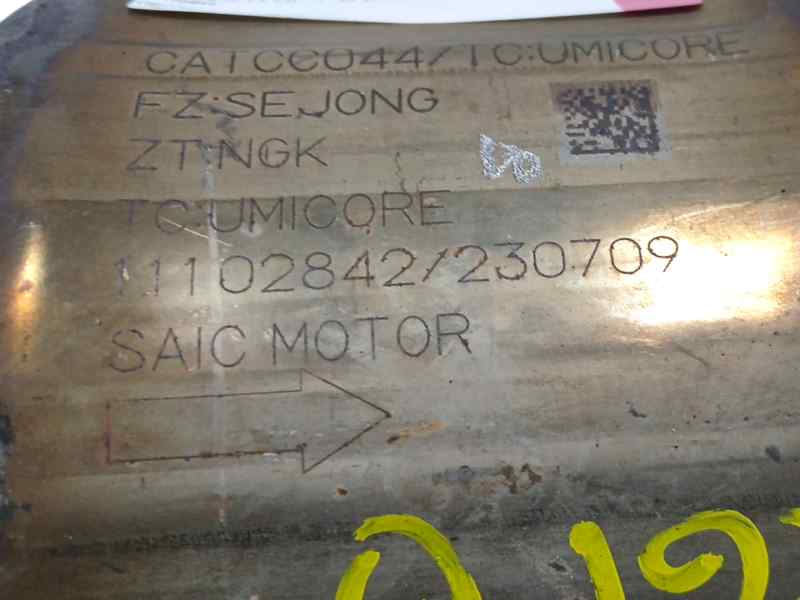 CATCC044/TC:UMICORE
FZ:SEJONG
ZT:NGK
TC:UMICORE
11102842/230709
SAIC MOTOR